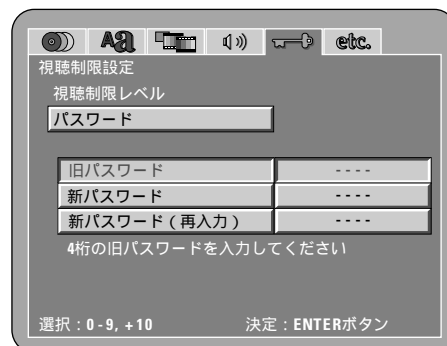 Aあ etc.
視聴制限設定
視聴制限レベル
パスワード
旧パスワード ----
新パスワード ----
新パスワード(再入力) ----
4桁の旧パスワードを入力してください
選択:0-9, +10 決定:ENTERボタン